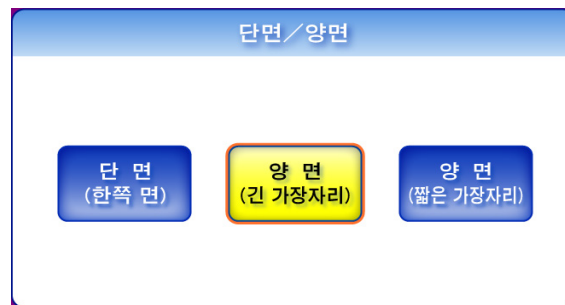 단면／양면
단 면
(한쪽 면)
양 면
(긴 가장자리)
양 면
(짧은 가장자리)